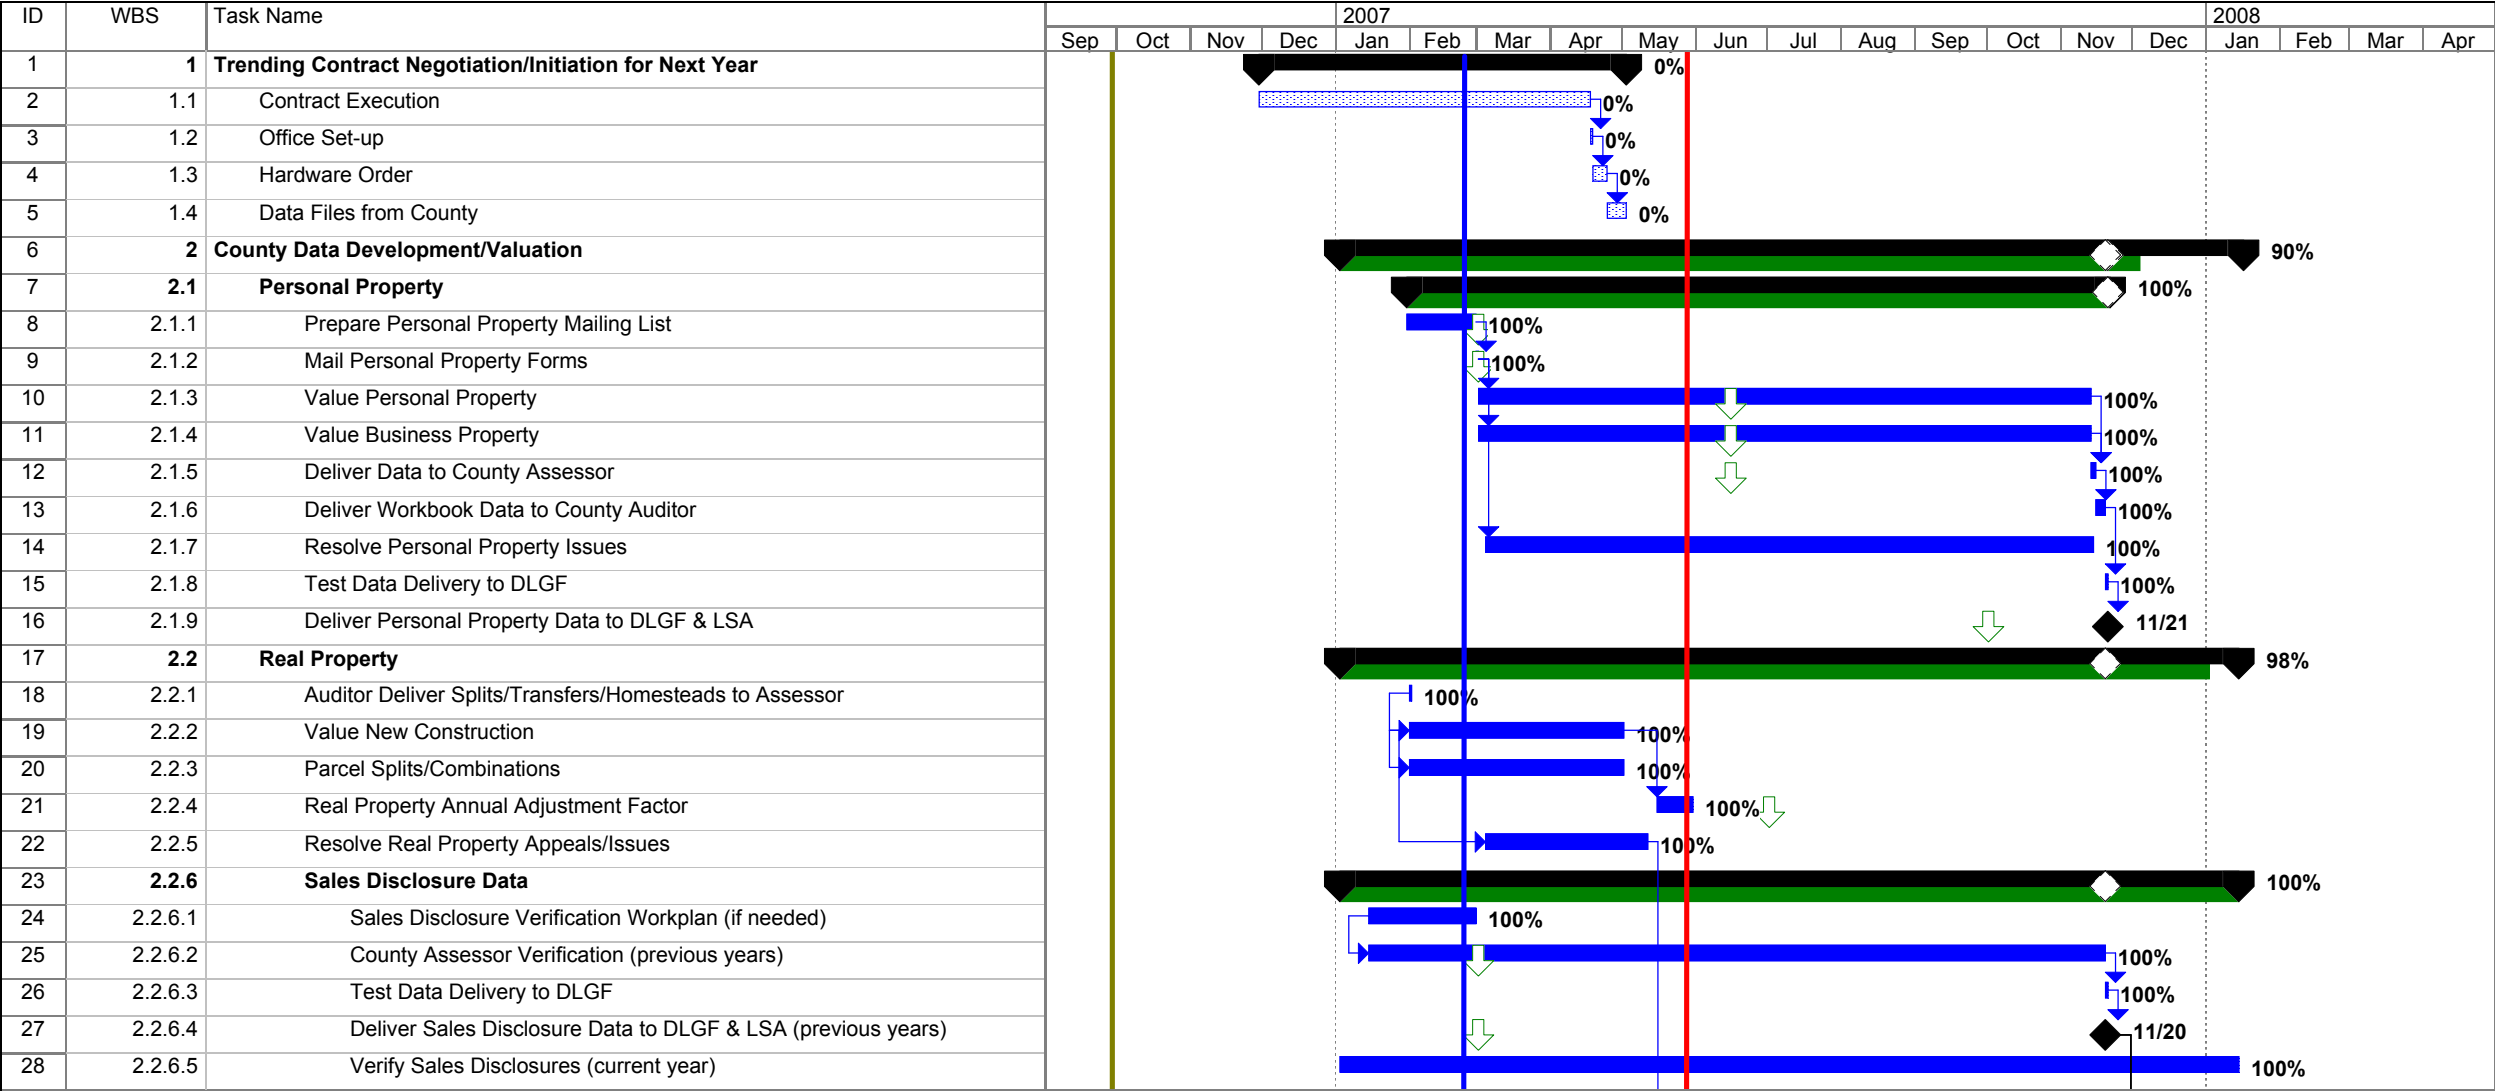 ID WBS Task Name 2007 2008
Sep Oct Nov Dec Jan Feb Mar Apr May Jun Jul Aug Sep Oct Nov Dec Jan Feb Mar Apr
1 1 Trending Contract Negotiation/Initiation for Next Year 0%
2 1.1 Contract Execution 0%
3 1.2 Office Set-up 0%
4 1.3 Hardware Order 0%
5 1.4 Data Files from County 0%
6 2 County Data Development/Valuation 90%
7 2.1 Personal Property 100%
8 2.1.1 Prepare Personal Property Mailing List 100%
9 2.1.2 Mail Personal Property Forms 100%
10 2.1.3 Value Personal Property 100%
11 2.1.4 Value Business Property 100%
12 2.1.5 Deliver Data to County Assessor 100%
13 2.1.6 Deliver Workbook Data to County Auditor 100%
14 2.1.7 Resolve Personal Property Issues 100%
15 2.1.8 Test Data Delivery to DLGF 100%
16 2.1.9 Deliver Personal Property Data to DLGF & LSA 11/21
17 2.2 Real Property 98%
18 2.2.1 Auditor Deliver Splits/Transfers/Homesteads to Assessor 100%
19 2.2.2 Value New Construction 100%
20 2.2.3 Parcel Splits/Combinations 100%
21 2.2.4 Real Property Annual Adjustment Factor 100%
22 2.2.5 Resolve Real Property Appeals/Issues 100%
23 2.2.6 Sales Disclosure Data 100%
24 2.2.6.1 Sales Disclosure Verification Workplan (if needed) 100%
25 2.2.6.2 County Assessor Verification (previous years) 100%
26 2.2.6.3 Test Data Delivery to DLGF 100%
27 2.2.6.4 Deliver Sales Disclosure Data to DLGF & LSA (previous years) 11/20
28 2.2.6.5 Verify Sales Disclosures (current year) 100%